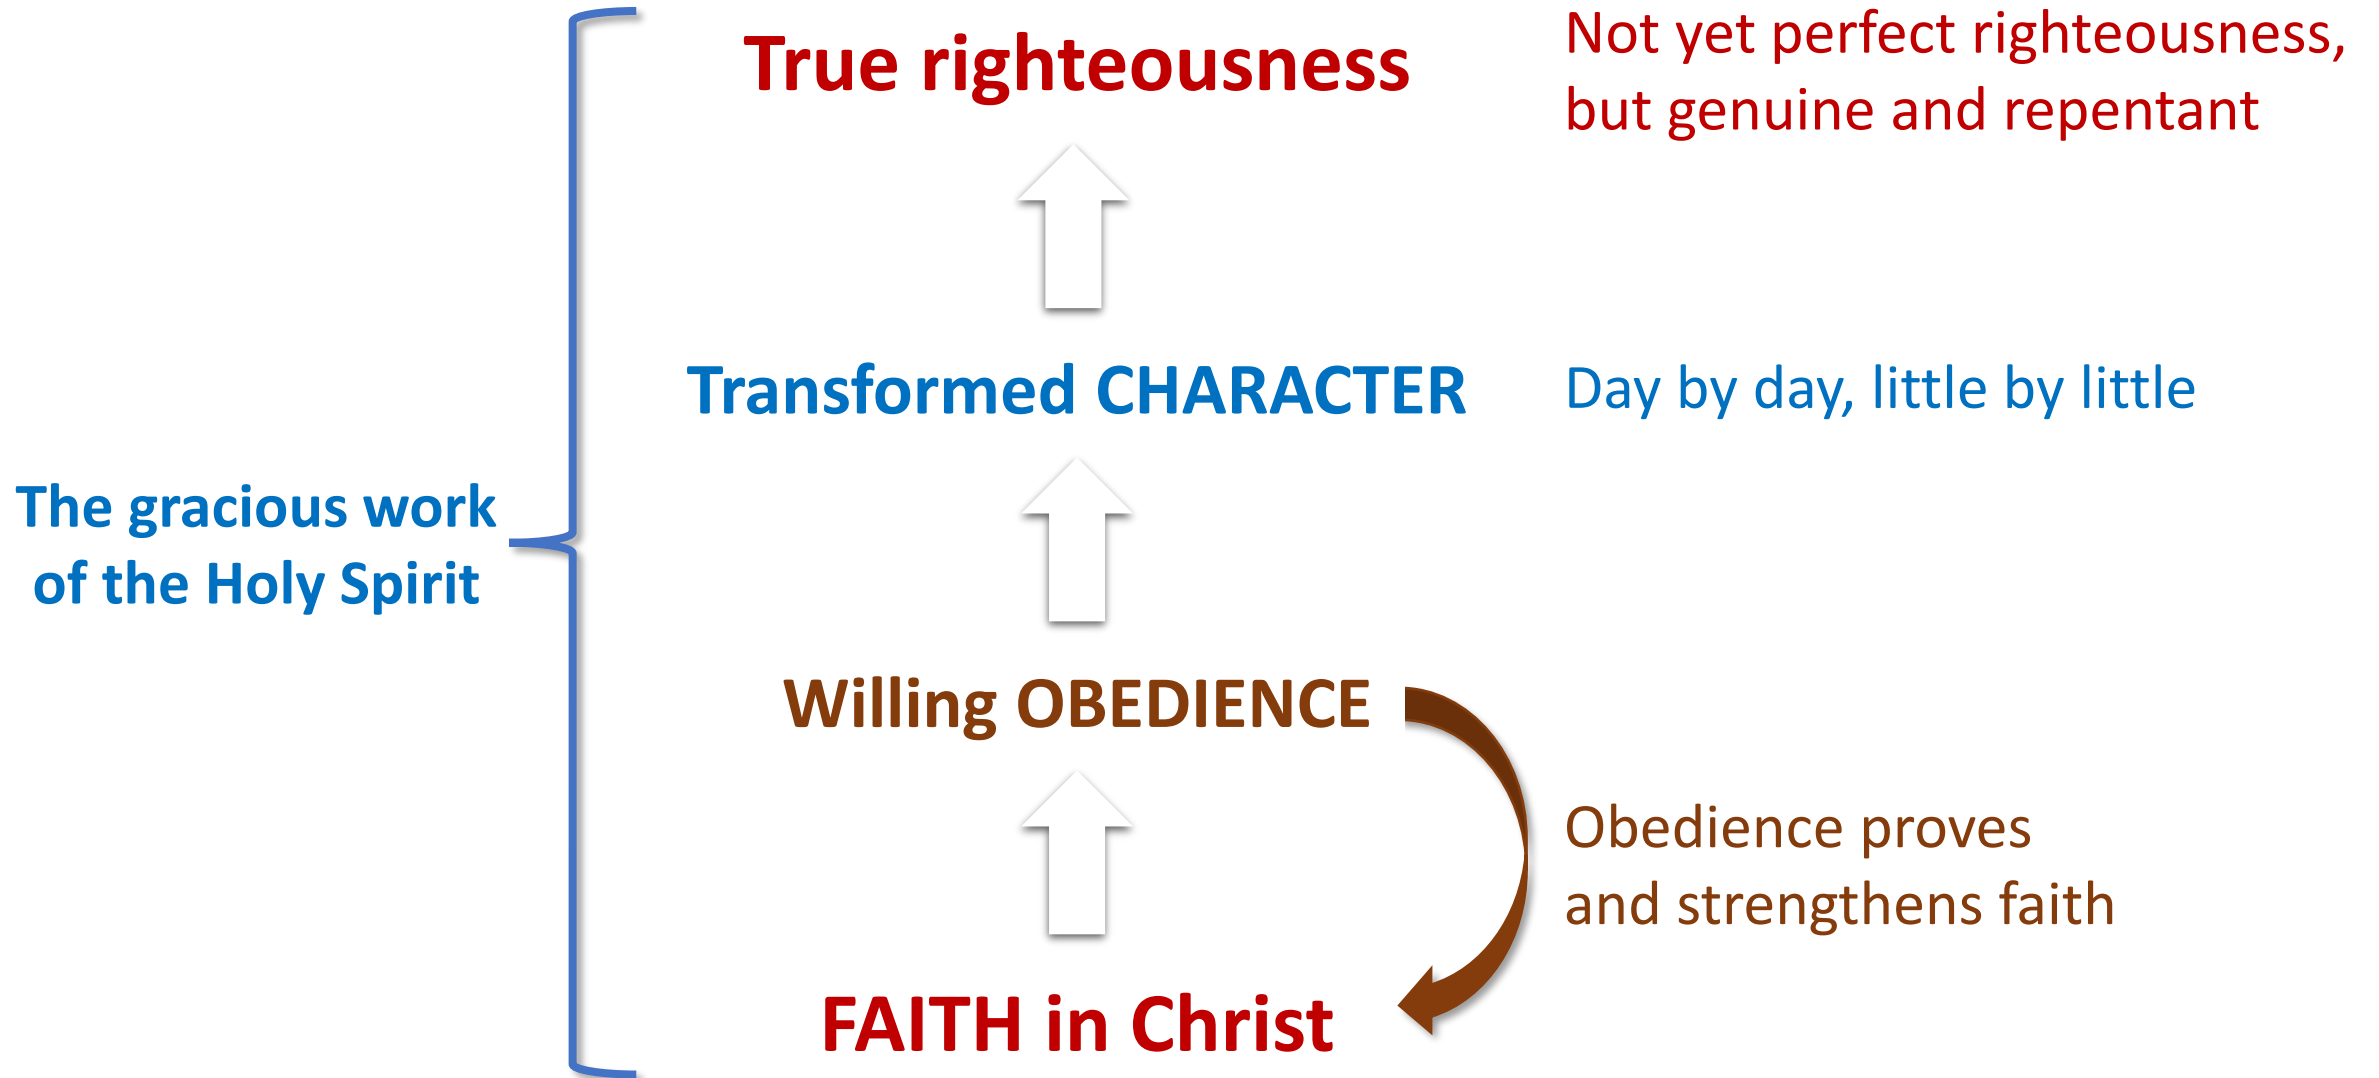 True righteousness
Not yet perfect righteousness,
but genuine and repentant
Transformed CHARACTER
Day by day, little by little
The gracious work
of the Holy Spirit
Willing OBEDIENCE
Obedience proves
and strengthens faith
FAITH in Christ